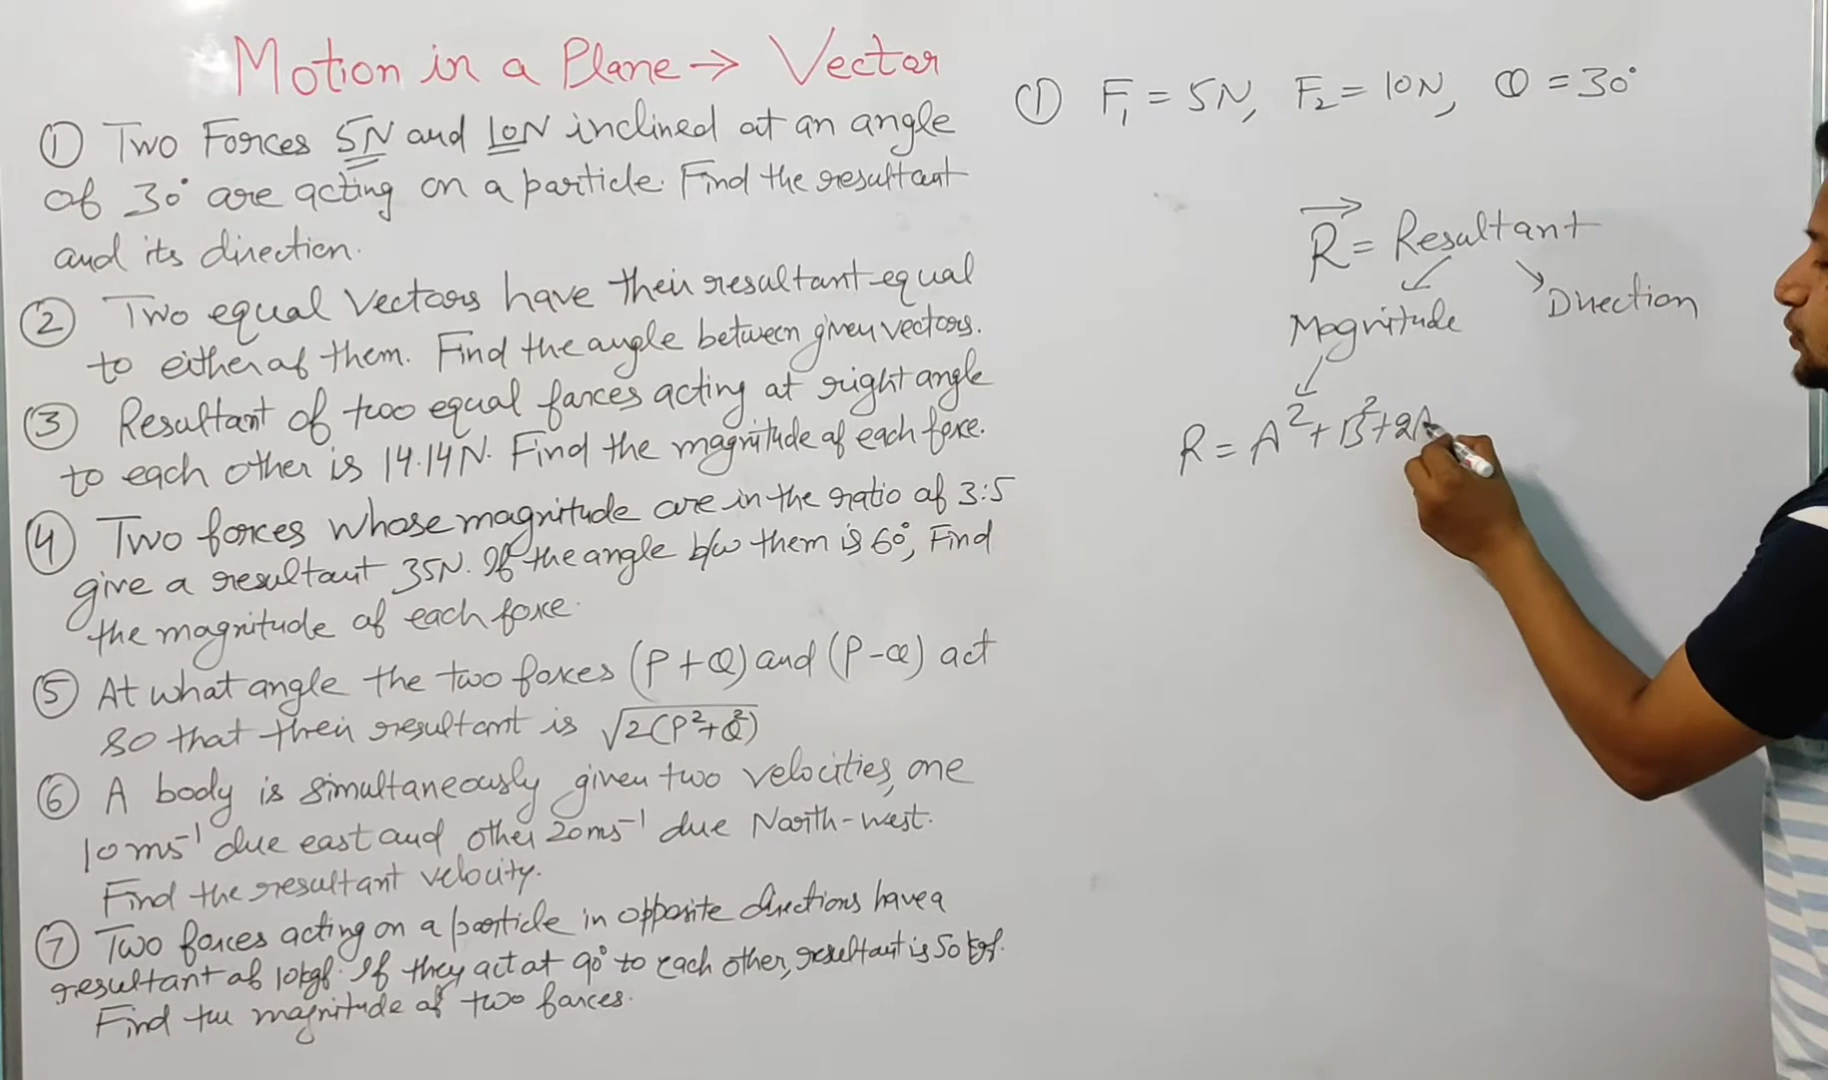 Motion in a Plane → Vector
① Two Forces 5N and 10N inclined at an angle
of 30° are acting on a particle. Find the resultant
and its direction.
② Two equal Vectors have their resultant equal
to either of them. Find the angle between given vectors.
③ Resultant of two equal forces acting at right angle
to each other is 14.14N. Find the magnitude of each force.
④ Two forces whose magnitude are in the ratio of 3:5
give a resultant 35N. If the angle b/w them is 60°, Find
the magnitude of each force.
⑤ At what angle the two forces (P+Q) and (P-Q) act
so that their resultant is √2(P²+Q²)
⑥ A body is simultaneously given two velocities, one
10ms⁻¹ due east and other 20ms⁻¹ due North-west.
Find the resultant velocity.
⑦ Two forces acting on a particle in opposite directions have a
resultant of 10kgf. If they act at 90° to each other, resultant is 50 kgf.
Find the magnitude of two forces.
① F₁ = 5N, F₂ = 10N, θ = 30°
R⃗ = Resultant
Magnitude Direction
R = A² + B² + 2A